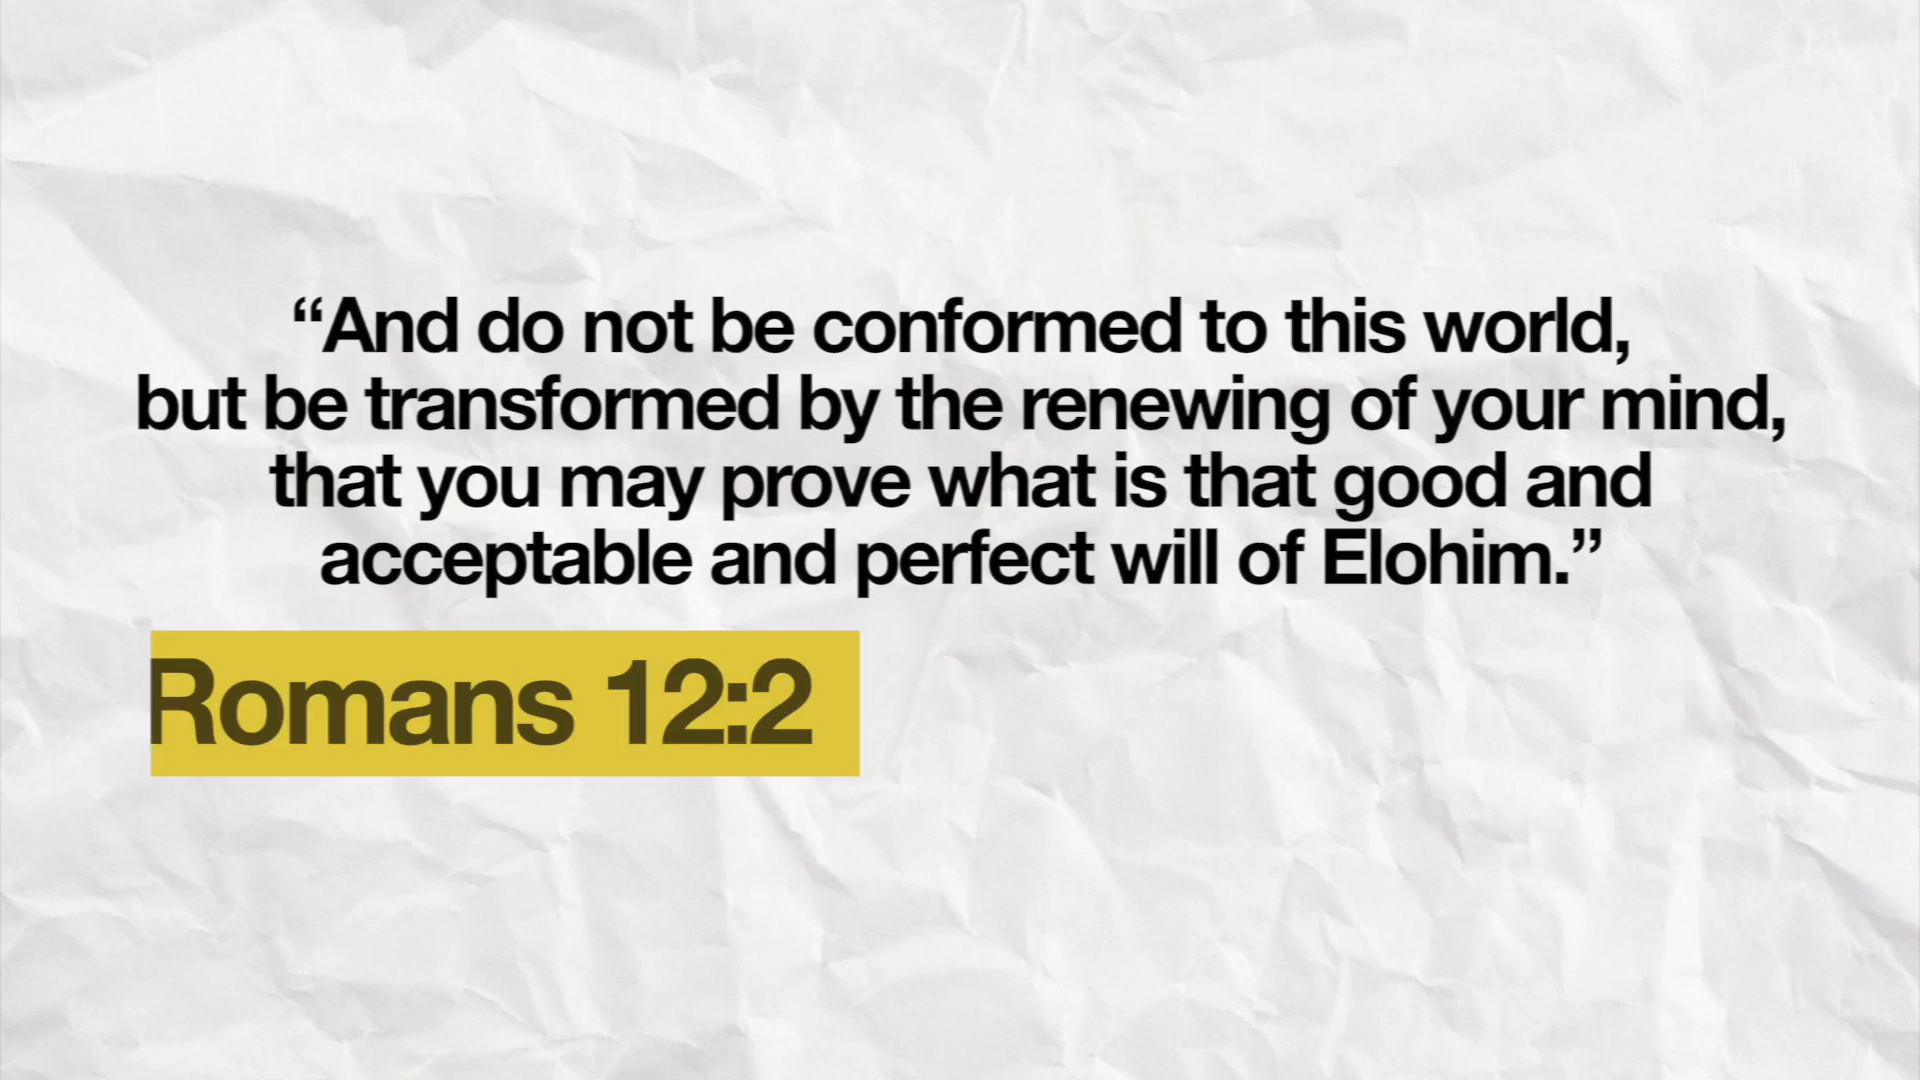 “And do not be conformed to this world,
but be transformed by the renewing of your mind,
that you may prove what is that good and
acceptable and perfect will of Elohim.”
Romans 12:2